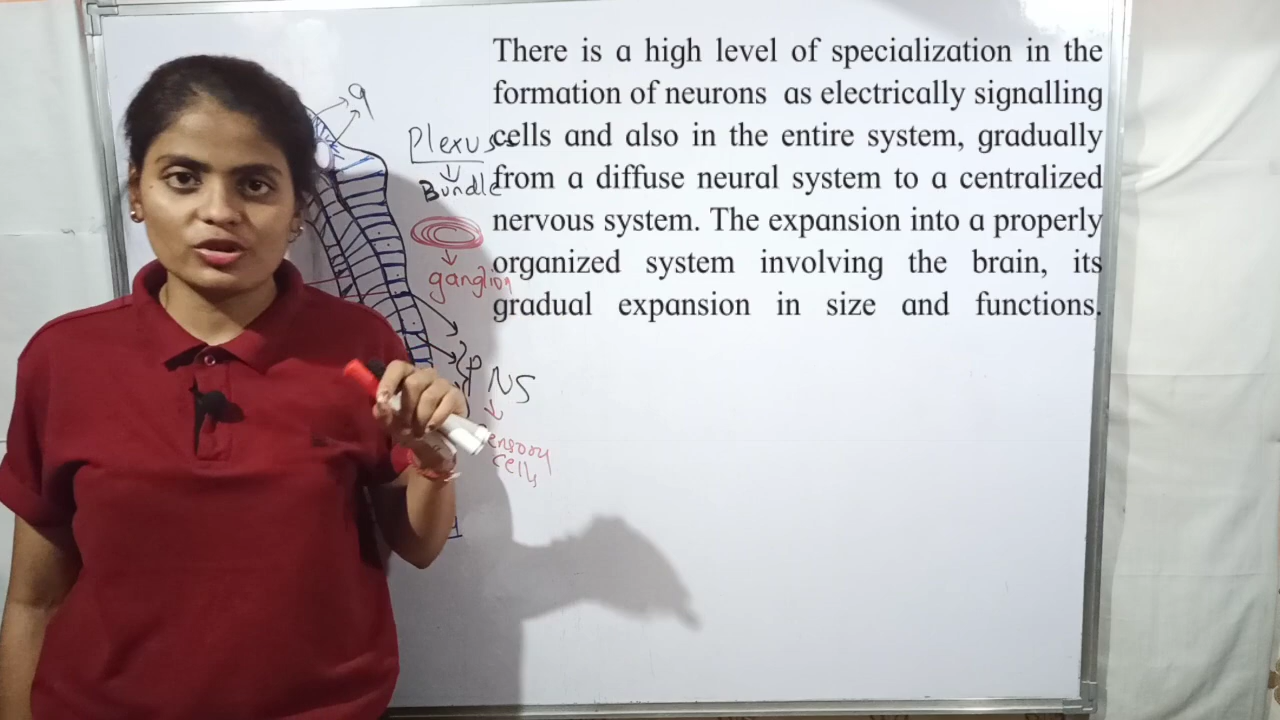 There is a high level of specialization in the
formation of neurons as electrically signalling
cells and also in the entire system, gradually
from a diffuse neural system to a centralized
nervous system. The expansion into a properly
organized system involving the brain, its
gradual expansion in size and functions.
Plexus
Bundle
ganglion
PNS
Sensory
cells